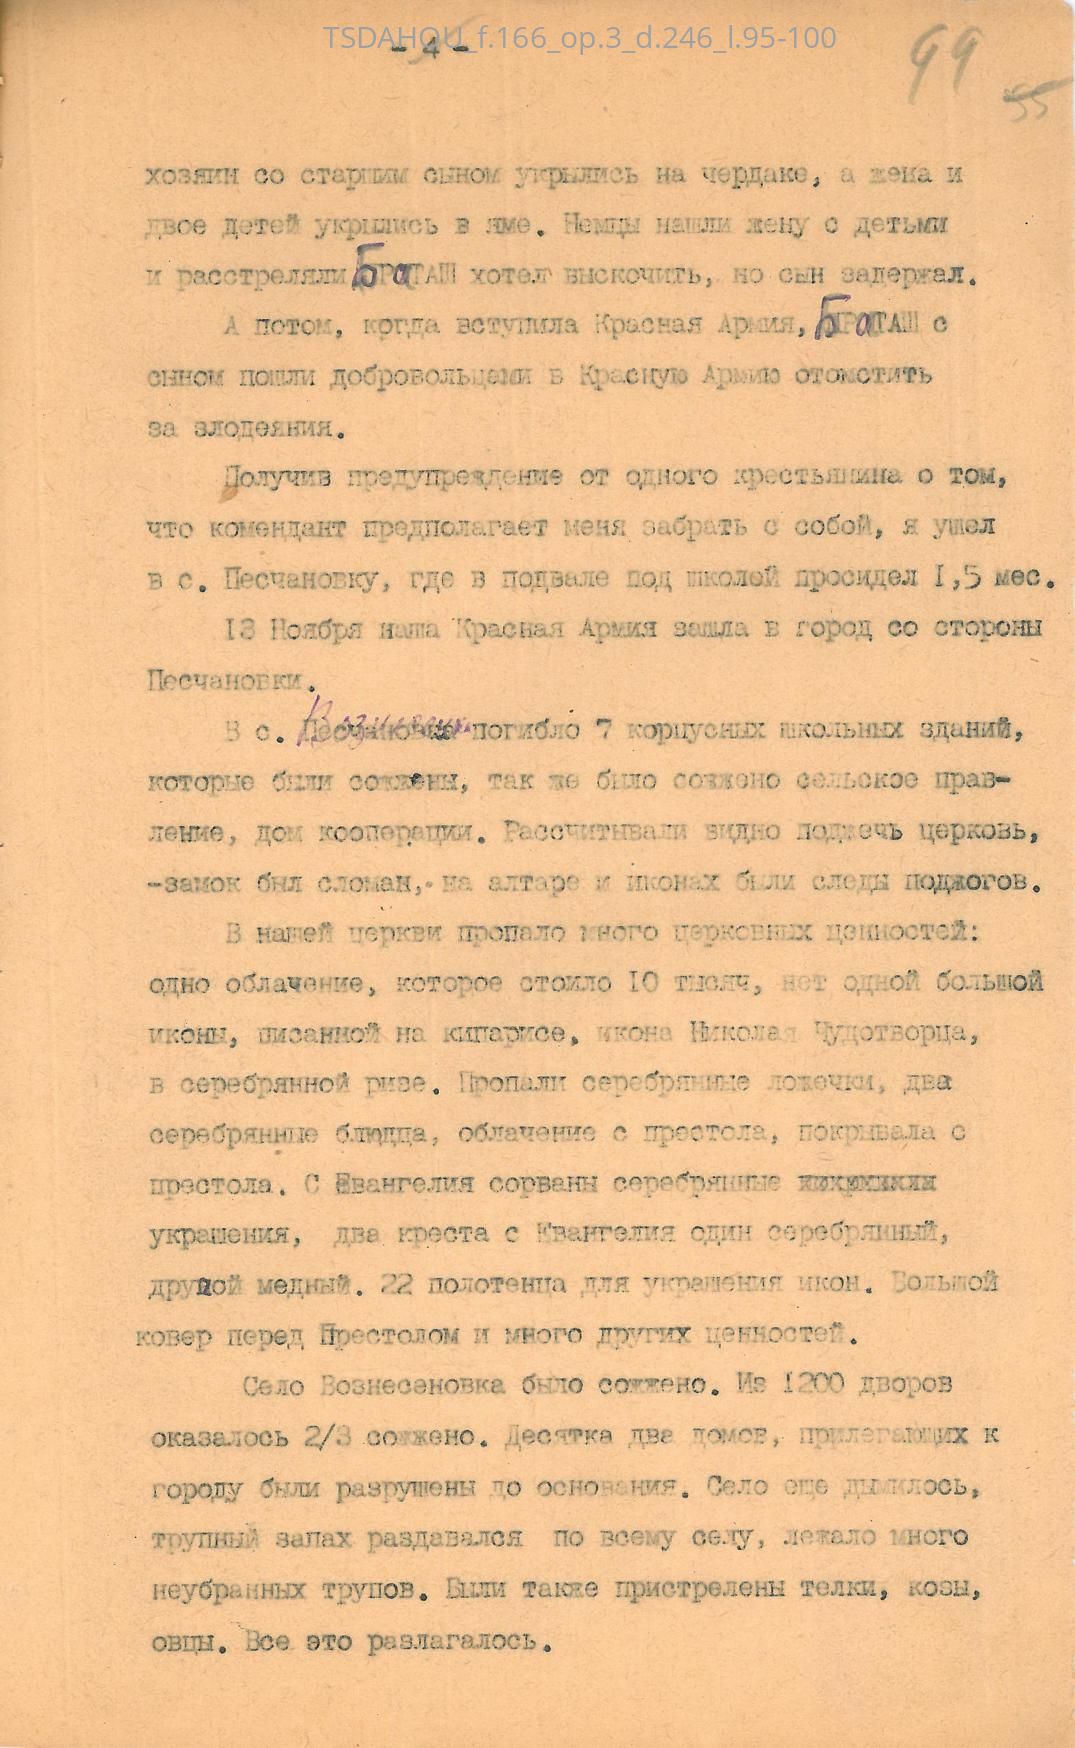 TSDAHOU_f.166_op.3_d.246_l.95-100
- 4 -
99
55
хозяин со старшим сыном укрылись на чердаке, а жена и
двое детей укрылись в яме. Немцы нашли жену с детьми
и расстреляли БраТАШ хотел выскочить, но сын задержал.
А потом, когда вступила Красная Армия, БраТАШ с
сыном пошли добровольцами в Красную Армию отомстить
за злодеяния.
Получив предупреждение от одного крестьянина о том,
что комендант предполагает меня забрать с собой, я ушел
в с. Песчановку, где в подвале под школой просидел I,5 мес.
I3 Ноября наша Красная Армия зашла в город со стороны
Песчановки.
В с. погибло 7 корпусных школьных зданий,
которые были сожжены, так же было сожжено сельское прав-
ление, дом кооперации. Рассчитывали видно поджечь церковь,
-замок был сломан,- на алтаре и иконах были следы поджогов.
В нашей церкви пропало много церковных ценностей:
одно облачение, которое стоило I0 тысяч, нет одной большой
иконы, писанной на кипарисе, икона Николая Чудотворца,
в серебрянной ризе. Пропали серебрянные ложечки, два
серебрянные блюдца, облачение с престола, покрывала с
престола. С Евангелия сорваны серебрянные
украшения, два креста с Евангелия один серебрянный,
другой медный. 22 полотенца для украшения икон. Большой
ковер перед Престолом и много других ценностей.
Село Вознесеновка было сожжено. Из I200 дворов
оказалось 2/3 сожжено. Десятка два домов, прилегающих к
городу были разрушены до основания. Село еще дымилось,
трупный запах раздавался по всему селу, лежало много
неубранных трупов. Были также пристрелены телки, козы,
овцы. Все это разлагалось.